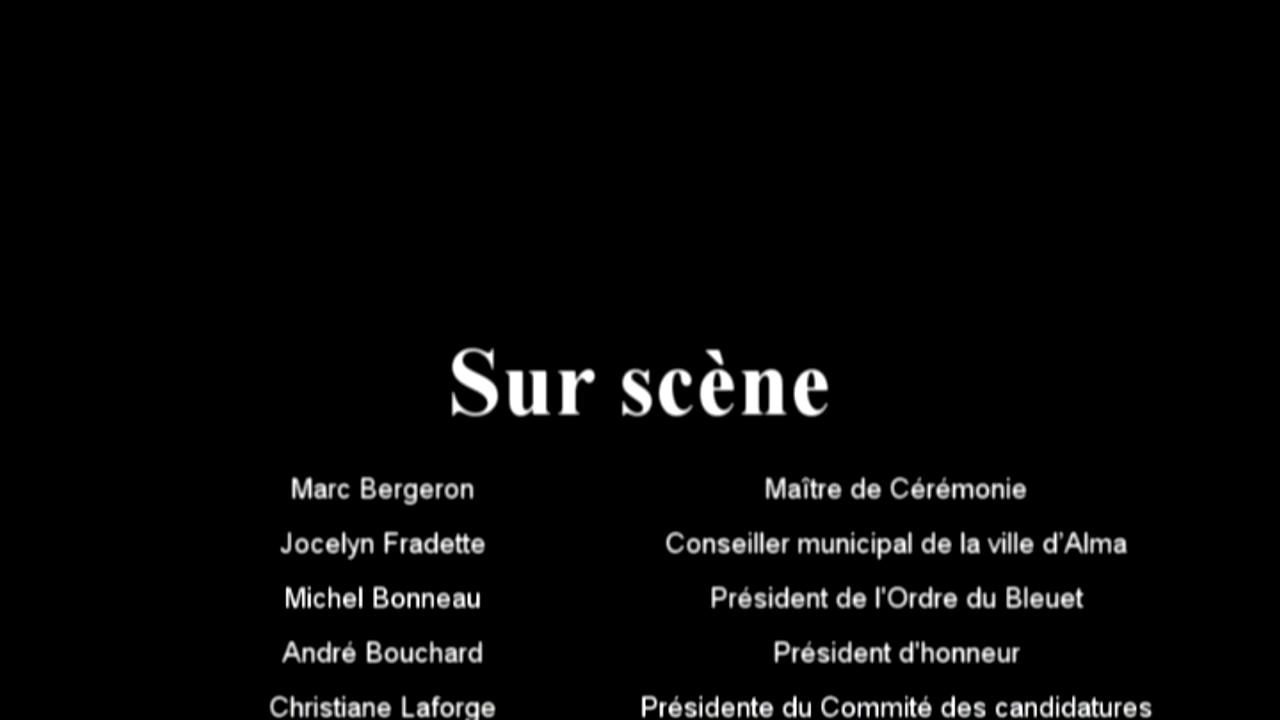 Sur scène
Marc Bergeron Maître de Cérémonie
Jocelyn Fradette Conseiller municipal de la ville d'Alma
Michel Bonneau Président de l'Ordre du Bleuet
André Bouchard Président d'honneur
Christiane Laforge Présidente du Commité des candidatures